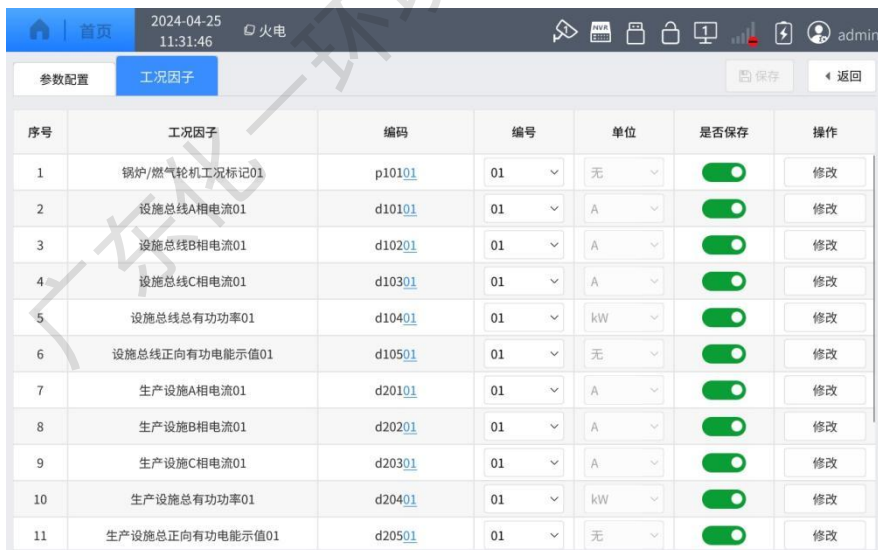 首页
2024-04-25
11:31:46
火电
NVR
1
admin
参数配置
工况因子
保存
返回
序号 工况因子 编码 编号 单位 是否保存 操作
1 锅炉/燃气轮机工况标记01 p10101 01 无 修改
2 设施总线A相电流01 d10101 01 A 修改
3 设施总线B相电流01 d10201 01 A 修改
4 设施总线C相电流01 d10301 01 A 修改
5 设施总线总有功功率01 d10401 01 kW 修改
6 设施总线正向有功电能示值01 d10501 01 无 修改
7 生产设施A相电流01 d20101 01 A 修改
8 生产设施B相电流01 d20201 01 A 修改
9 生产设施C相电流01 d20301 01 A 修改
10 生产设施总有功功率01 d20401 01 kW 修改
11 生产设施总正向有功电能示值01 d20501 01 无 修改
广东化一环